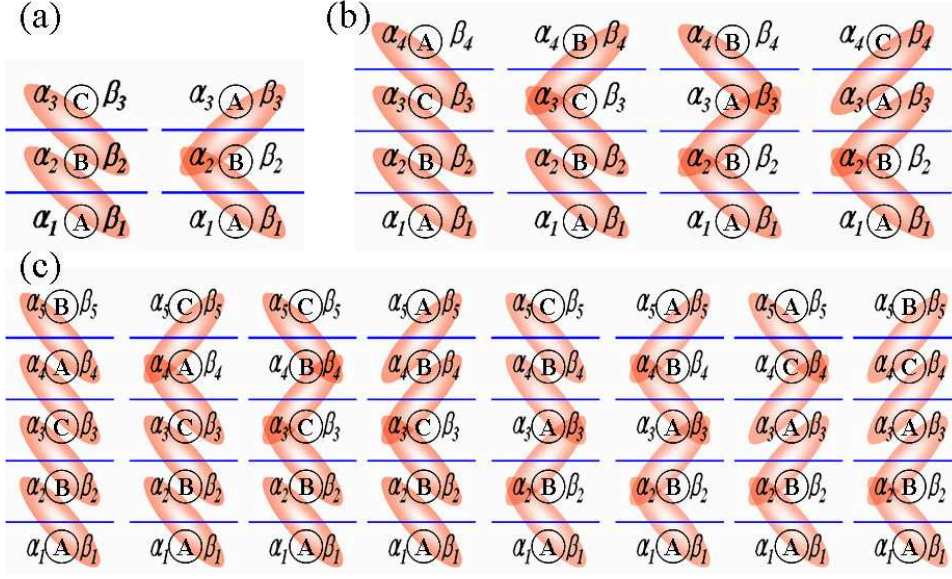 (a)
α3 C β3 α3 A β3
α2 B β2 α2 B β2
α1 A β1 α1 A β1
(b)
α4 A β4 α4 B β4 α4 B β4 α4 C β4
α3 C β3 α3 C β3 α3 A β3 α3 A β3
α2 B β2 α2 B β2 α2 B β2 α2 B β2
α1 A β1 α1 A β1 α1 A β1 α1 A β1
(c)
α5 B β5 α5 C β5 α5 C β5 α5 A β5 α5 C β5 α5 A β5 α5 A β5 α5 B β5
α4 A β4 α4 A β4 α4 B β4 α4 B β4 α4 B β4 α4 B β4 α4 C β4 α4 C β4
α3 C β3 α3 C β3 α3 C β3 α3 C β3 α3 A β3 α3 A β3 α3 A β3 α3 A β3
α2 B β2 α2 B β2 α2 B β2 α2 B β2 α2 B β2 α2 B β2 α2 B β2 α2 B β2
α1 A β1 α1 A β1 α1 A β1 α1 A β1 α1 A β1 α1 A β1 α1 A β1 α1 A β1